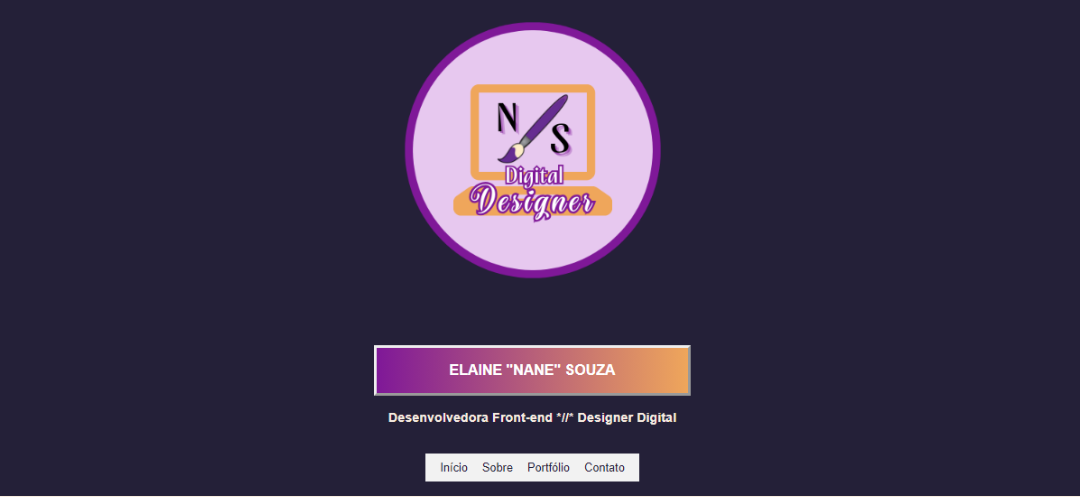 N S
Digital
Designer
ELAINE "NANE" SOUZA
Desenvolvedora Front-end *//* Designer Digital
Início Sobre Portfólio Contato